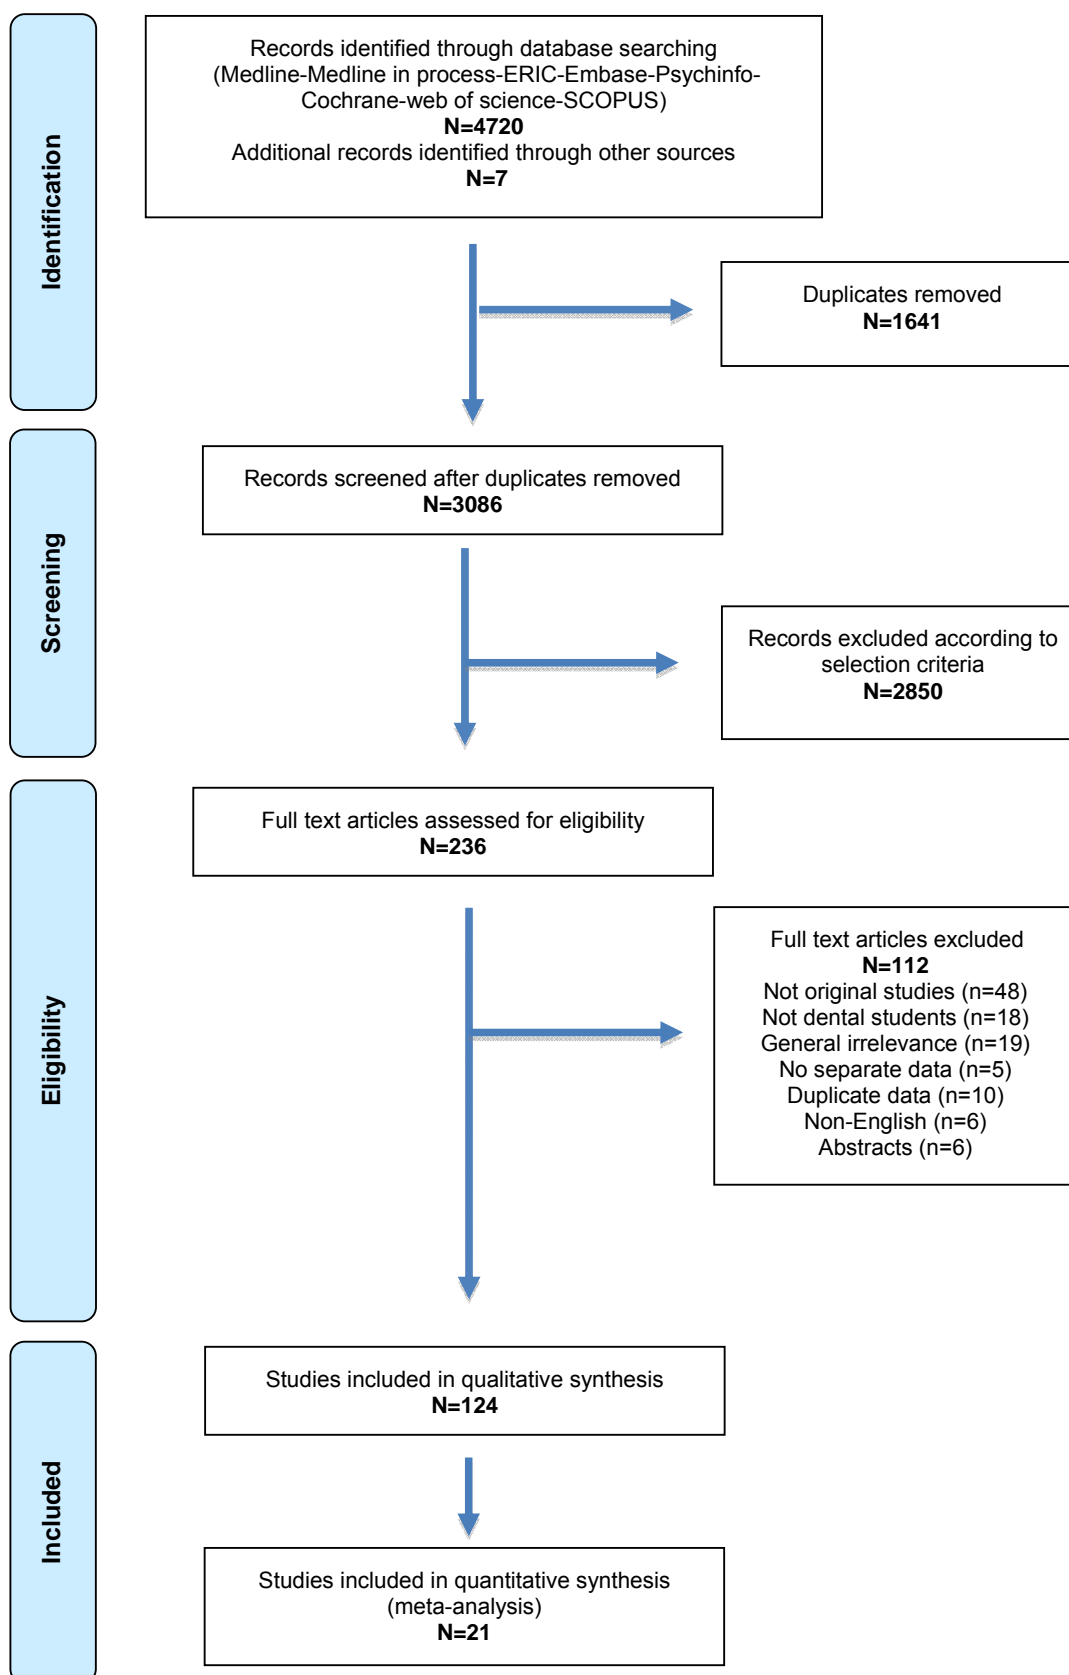 Identification
Records identified through database searching
(Medline-Medline in process-ERIC-Embase-Psychinfo-
Cochrane-web of science-SCOPUS)
N=4720
Additional records identified through other sources
N=7
Duplicates removed
N=1641
Screening
Records screened after duplicates removed
N=3086
Records excluded according to
selection criteria
N=2850
Eligibility
Full text articles assessed for eligibility
N=236
Full text articles excluded
N=112
Not original studies (n=48)
Not dental students (n=18)
General irrelevance (n=19)
No separate data (n=5)
Duplicate data (n=10)
Non-English (n=6)
Abstracts (n=6)
Included
Studies included in qualitative synthesis
N=124
Studies included in quantitative synthesis
(meta-analysis)
N=21